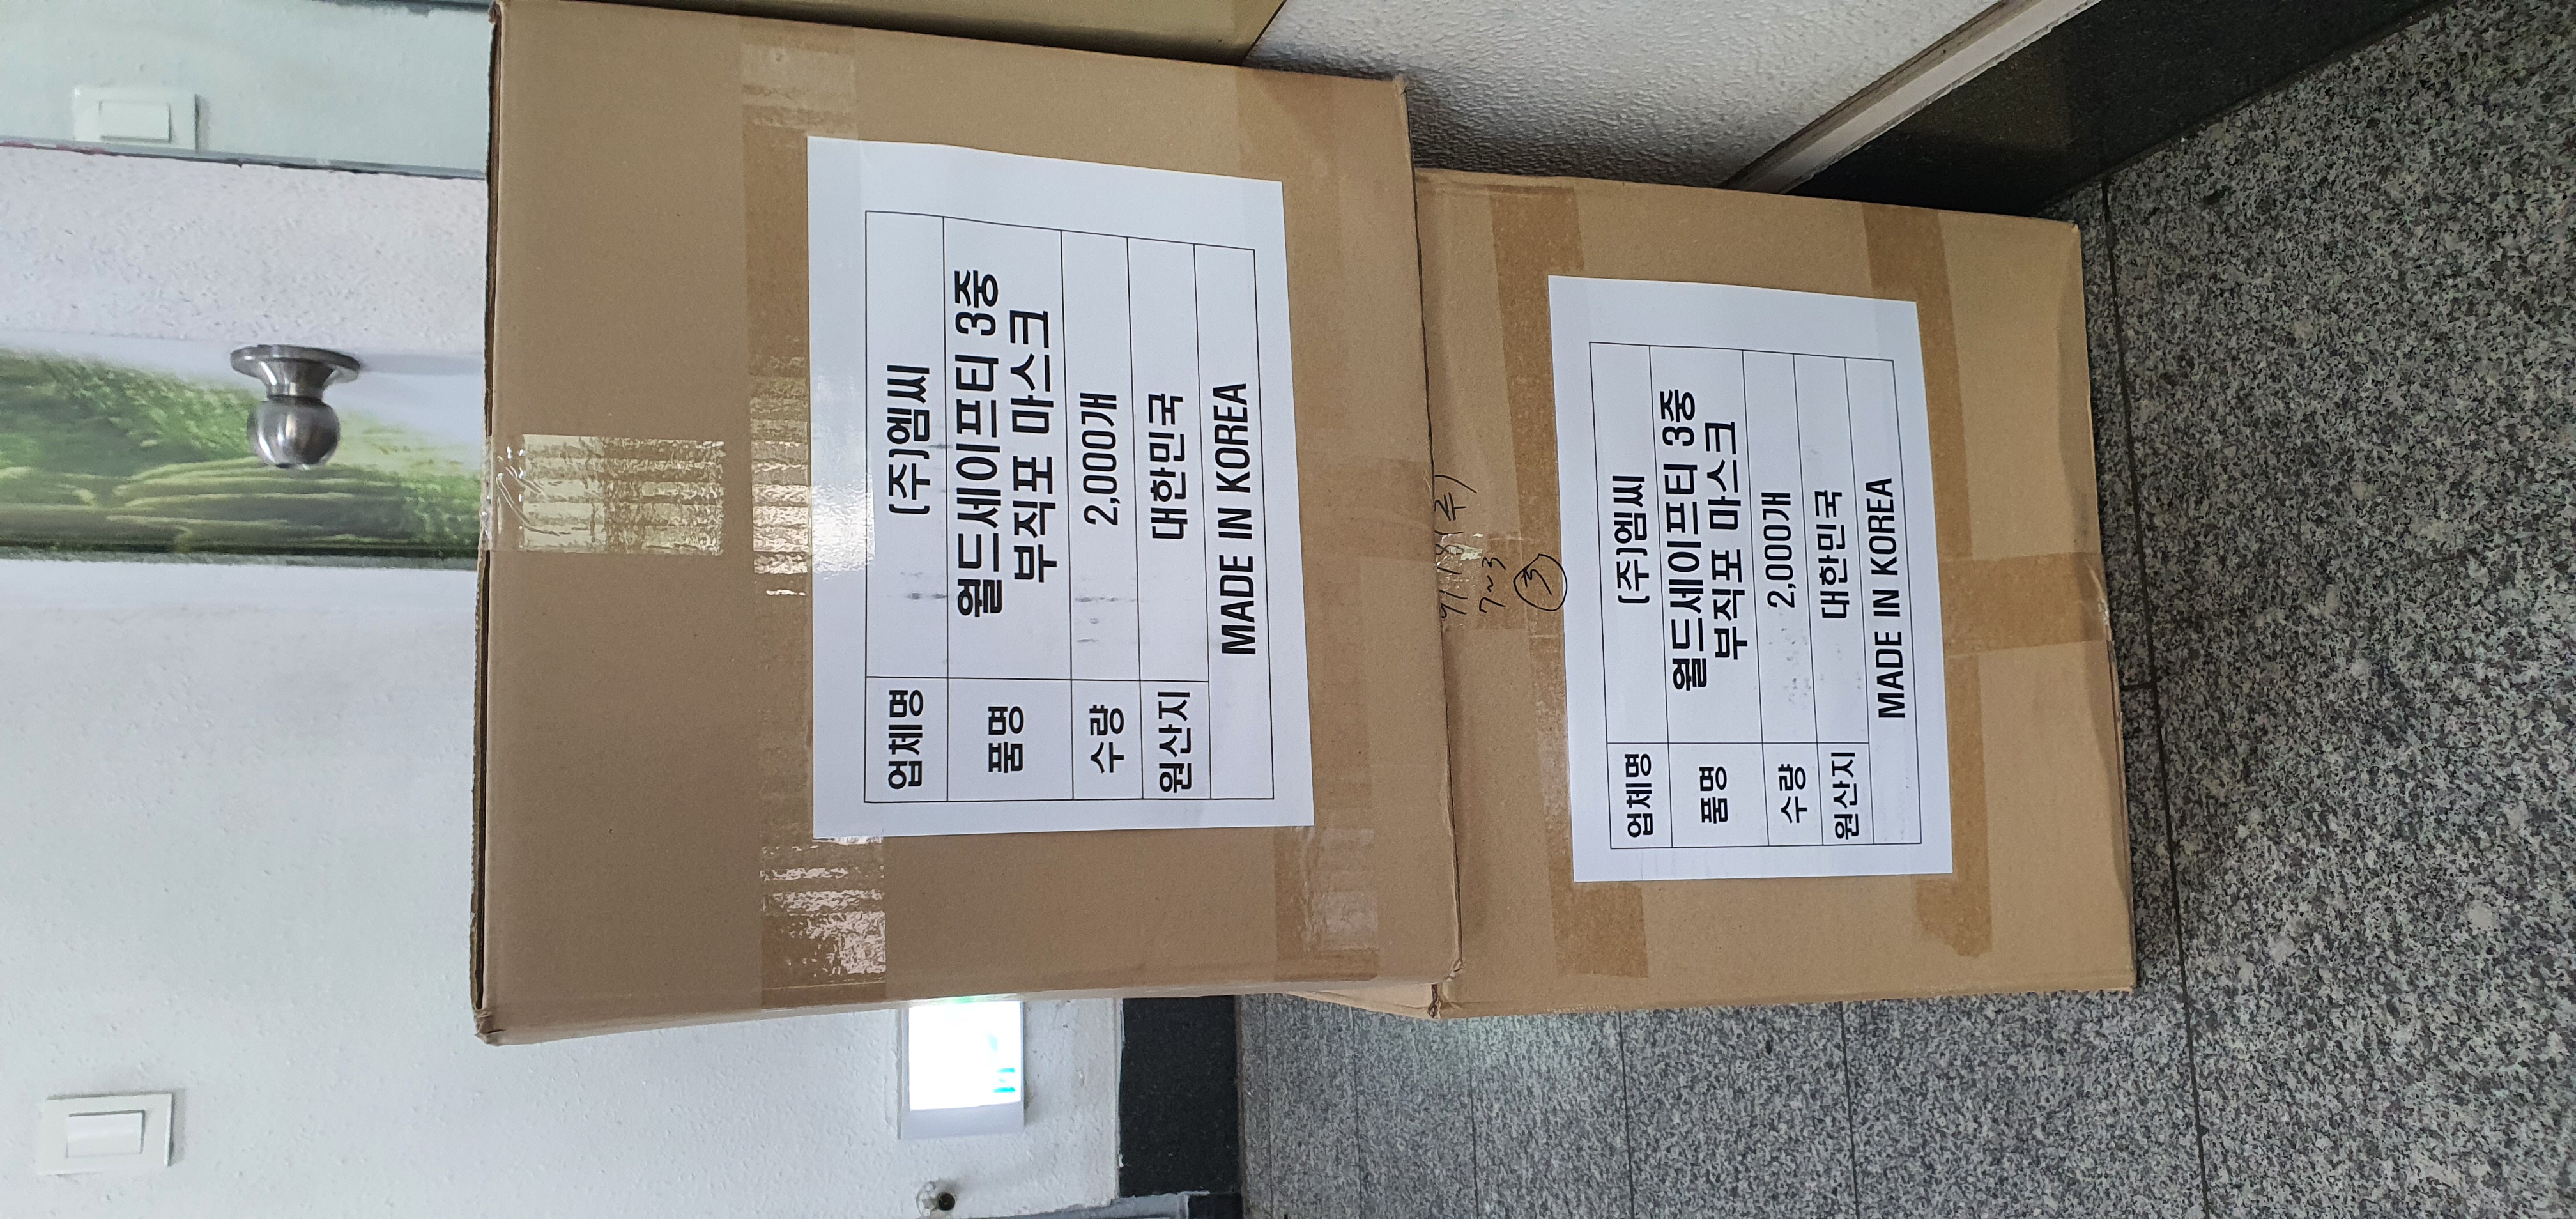 업체명 (주)엠씨
품명 월드세이프티 3중
부직포 마스크
수량 2,000개
원산지 대한민국
MADE IN KOREA
(주)
7~3
3
업체명 (주)엠씨
품명 월드세이프티 3중
부직포 마스크
수량 2,000개
원산지 대한민국
MADE IN KOREA